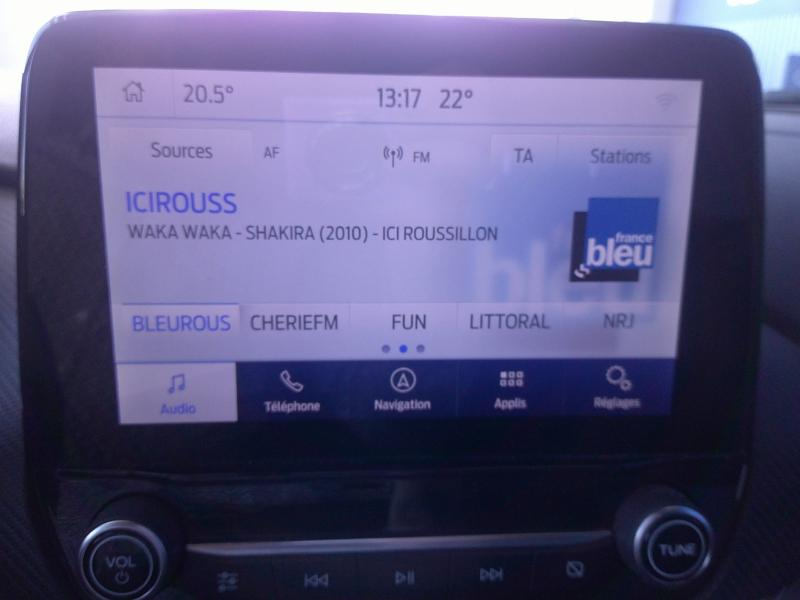 20.5° 13:17 22°
Sources AF FM TA Stations
ICIROUSS
WAKA WAKA - SHAKIRA (2010) - ICI ROUSSILLON
france
bleu
BLEUROUS CHERIEFM FUN LITTORAL NRJ
Audio Téléphone Navigation Applis Réglages
VOL TUNE